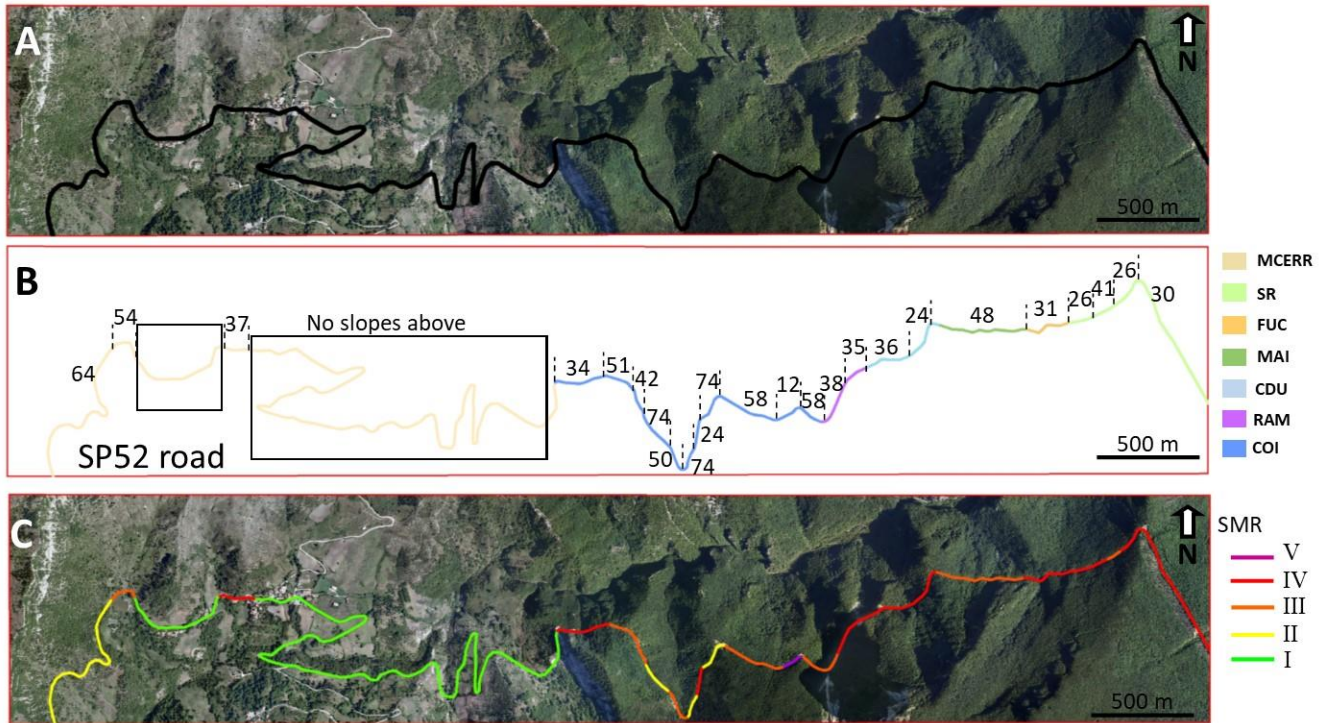 A
N
500 m
B
54
37
No slopes above
64
SP52 road
34
51
42
74
50
74
24
74
58
12
58
38
35
36
24
48
31
26
41
26
30
500 m
MCERR
SR
FUC
MAI
CDU
RAM
COI
C
N
500 m
SMR
V
IV
III
II
I